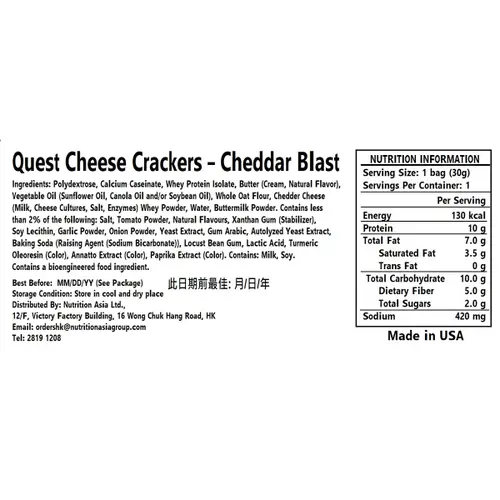 Quest Cheese Crackers – Cheddar Blast
Ingredients: Polydextrose, Calcium Caseinate, Whey Protein Isolate, Butter (Cream, Natural Flavor),
Vegetable Oil (Sunflower Oil, Canola Oil and/or Soybean Oil), Whole Oat Flour, Chedder Cheese
(Milk, Cheese Cultures, Salt, Enzymes) Whey Powder, Water, Buttermilk Powder. Contains less
than 2% of the following: Salt, Tomato Powder, Natural Flavours, Xanthan Gum (Stabilizer),
Soy Lecithin, Garlic Powder, Onion Powder, Yeast Extract, Gum Arabic, Autolyzed Yeast Extract,
Baking Soda (Raising Agent (Sodium Bicarbonate)), Locust Bean Gum, Lactic Acid, Turmeric
Oleoresin (Color), Annatto Extract (Color), Paprika Extract (Color). Contains: Milk, Soy.
Contains a bioengineered food ingredient.
Best Before: MM/DD/YY (See Package) 此日期前最佳: 月/日/年
Storage Condition: Store in cool and dry place
Distributed By: Nutrition Asia Ltd.,
12/F, Victory Factory Building, 16 Wong Chuk Hang Road, HK
Email: ordershk@nutritionasiagroup.com
Tel: 2819 1208
NUTRITION INFORMATION
Serving Size: 1 bag (30g)
Servings Per Container: 1
Per Serving
Energy 130 kcal
Protein 10 g
Total Fat 7.0 g
Saturated Fat 3.5 g
Trans Fat 0 g
Total Carbohydrate 10.0 g
Dietary Fiber 5.0 g
Total Sugars 2.0 g
Sodium 420 mg
Made in USA